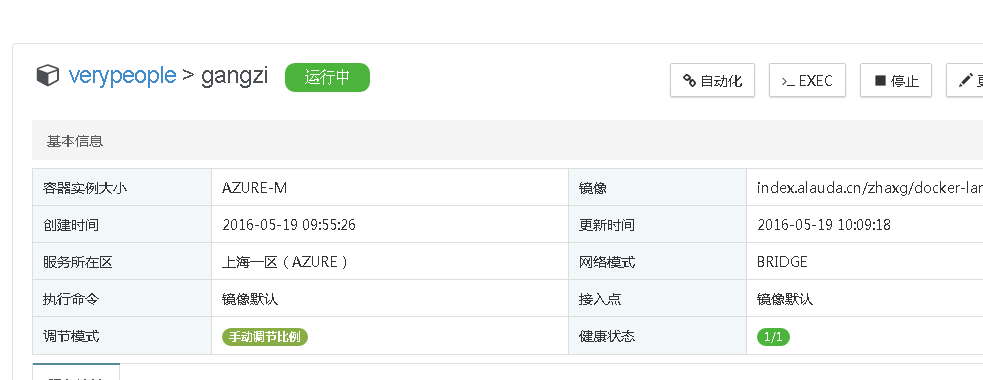 verypeople > gangzi 运行中 自动化 >_ EXEC 停止
基本信息
容器实例大小 AZURE-M 镜像 index.alauda.cn/zhaxg/docker-lan
创建时间 2016-05-19 09:55:26 更新时间 2016-05-19 10:09:18
服务所在区 上海一区（AZURE） 网络模式 BRIDGE
执行命令 镜像默认 接入点 镜像默认
调节模式 手动调节比例 健康状态 1/1